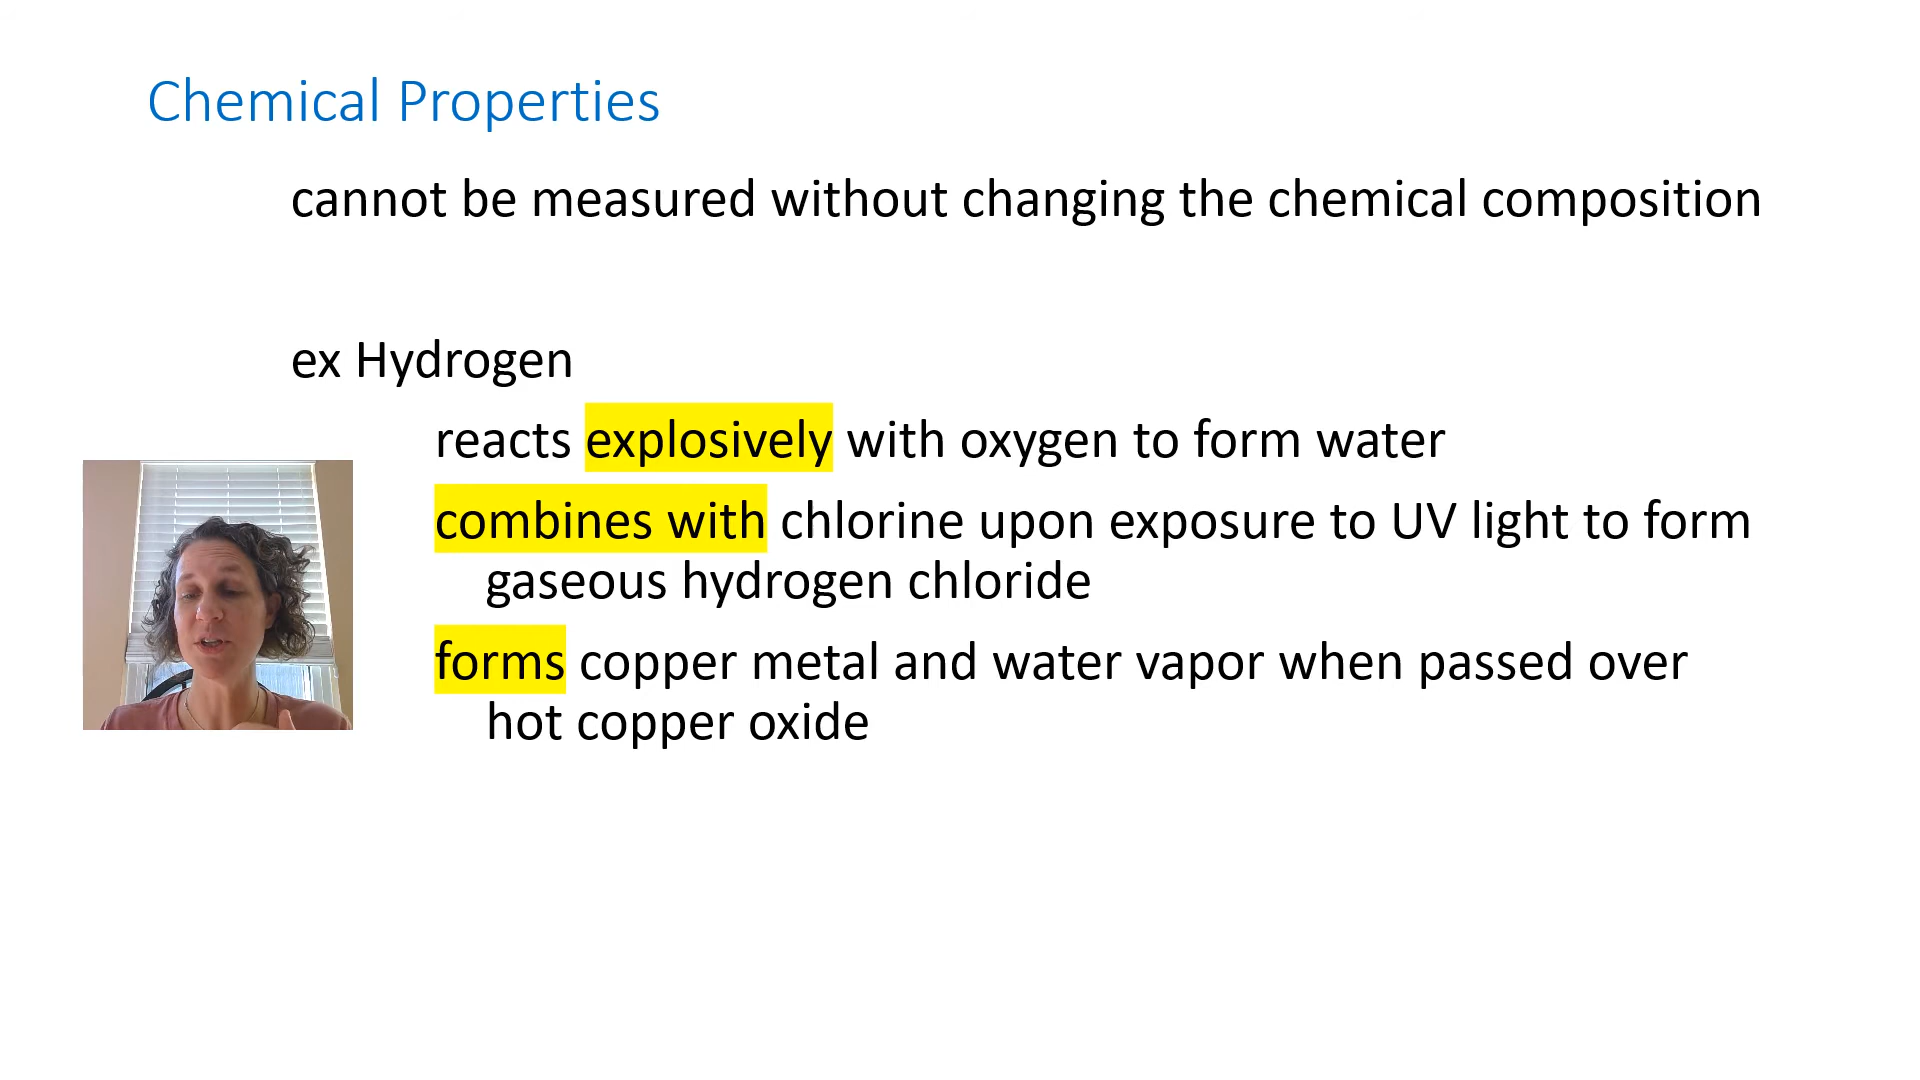 Chemical Properties
cannot be measured without changing the chemical composition
ex Hydrogen
reacts explosively with oxygen to form water
combines with chlorine upon exposure to UV light to form
gaseous hydrogen chloride
forms copper metal and water vapor when passed over
hot copper oxide